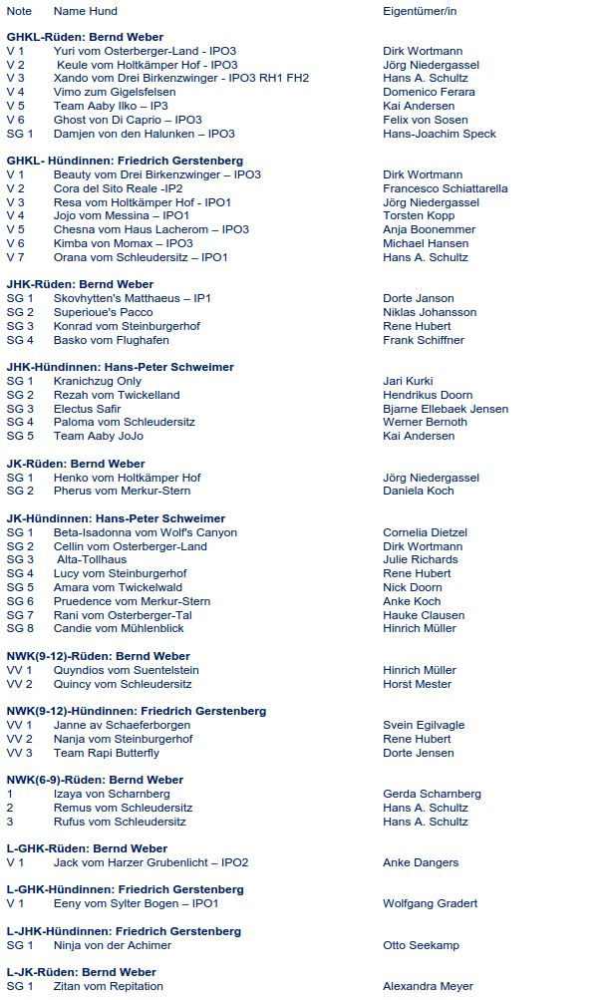 Note Name Hund Eigentümer/in
GHKL-Rüden: Bernd Weber
V 1 Yuri vom Osterberger-Land - IPO3 Dirk Wortmann
V 2 Keule vom Holtkämper Hof - IPO3 Jörg Niedergassel
V 3 Xando vom Drei Birkenzwinger - IPO3 RH1 FH2 Hans A. Schultz
V 4 Vimo zum Gigelsfelsen Domenico Ferara
V 5 Team Aaby Ilko – IP3 Kai Andersen
V 6 Ghost von Di Caprio – IPO3 Felix von Sosen
SG 1 Damjen von den Halunken – IPO3 Hans-Joachim Speck
GHKL- Hündinnen: Friedrich Gerstenberg
V 1 Beauty vom Drei Birkenzwinger – IPO3 Dirk Wortmann
V 2 Cora del Sito Reale -IP2 Francesco Schiattarella
V 3 Resa vom Holtkämper Hof - IPO1 Jörg Niedergassel
V 4 Jojo vom Messina – IPO1 Torsten Kopp
V 5 Chesna vom Haus Lacherom – IPO3 Anja Boonemmer
V 6 Kimba von Momax – IPO3 Michael Hansen
V 7 Orana vom Schleudersitz – IPO1 Hans A. Schultz
JHK-Rüden: Bernd Weber
SG 1 Skovhytten's Matthaeus – IP1 Dorte Janson
SG 2 Superioue's Pacco Niklas Johansson
SG 3 Konrad vom Steinburgerhof Rene Hubert
SG 4 Basko vom Flughafen Frank Schiffner
JHK-Hündinnen: Hans-Peter Schweimer
SG 1 Kranichzug Only Jari Kurki
SG 2 Rezah vom Twickelland Hendrikus Doorn
SG 3 Electus Safir Bjarne Ellebaek Jensen
SG 4 Paloma vom Schleudersitz Werner Bernoth
SG 5 Team Aaby JoJo Kai Andersen
JK-Rüden: Bernd Weber
SG 1 Henko vom Holtkämper Hof Jörg Niedergassel
SG 2 Pherus vom Merkur-Stern Daniela Koch
JK-Hündinnen: Hans-Peter Schweimer
SG 1 Beta-Isadonna vom Wolf's Canyon Cornelia Dietzel
SG 2 Cellin vom Osterberger-Land Dirk Wortmann
SG 3 Alta-Tollhaus Julie Richards
SG 4 Lucy vom Steinburgerhof Rene Hubert
SG 5 Amara vom Twickelwald Nick Doorn
SG 6 Pruedence vom Merkur-Stern Anke Koch
SG 7 Rani vom Osterberger-Tal Hauke Clausen
SG 8 Candie vom Mühlenblick Hinrich Müller
NWK(9-12)-Rüden: Bernd Weber
VV 1 Quyndios vom Suentelstein Hinrich Müller
VV 2 Quincy vom Schleudersitz Horst Mester
NWK(9-12)-Hündinnen: Friedrich Gerstenberg
VV 1 Janne av Schaeferborgen Svein Egilvagle
VV 2 Nanja vom Steinburgerhof Rene Hubert
VV 3 Team Rapi Butterfly Dorte Jensen
NWK(6-9)-Rüden: Bernd Weber
1 Izaya von Scharnberg Gerda Scharnberg
2 Remus vom Schleudersitz Hans A. Schultz
3 Rufus vom Schleudersitz Hans A. Schultz
L-GHK-Rüden: Bernd Weber
V 1 Jack vom Harzer Grubenlicht – IPO2 Anke Dangers
L-GHK-Hündinnen: Friedrich Gerstenberg
V 1 Eeny vom Sylter Bogen – IPO1 Wolfgang Gradert
L-JHK-Hündinnen: Friedrich Gerstenberg
SG 1 Ninja von der Achimer Otto Seekamp
L-JK-Rüden: Bernd Weber
SG 1 Zitan vom Repitation Alexandra Meyer